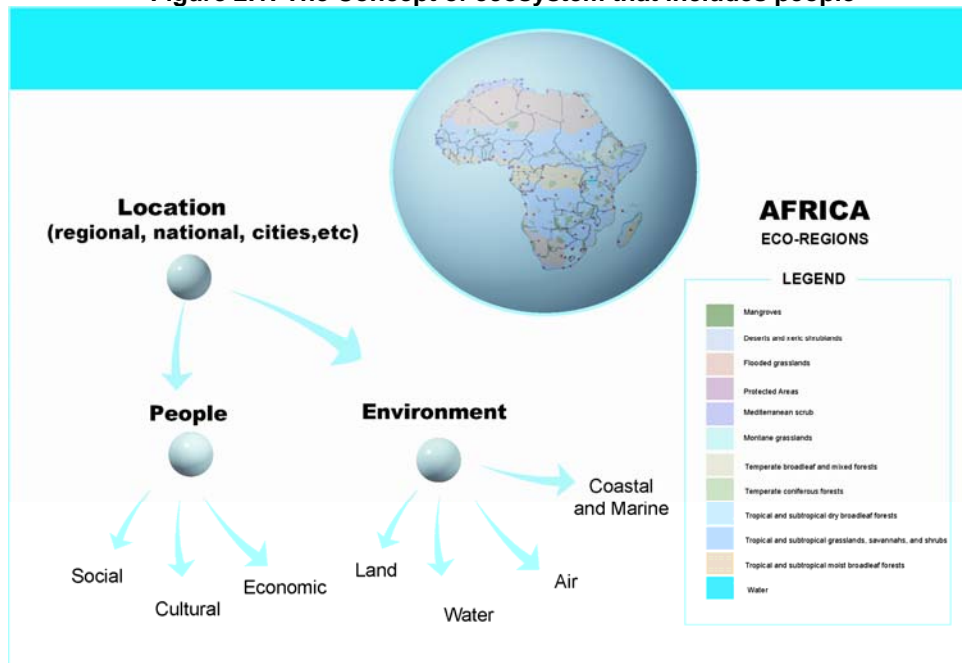 Location
(regional, national, cities,etc)
AFRICA
ECO-REGIONS
LEGEND
Mangroves
Deserts and xeric shrublands
Flooded grasslands
Protected Areas
Mediterranean scrub
Montane grasslands
Temperate broadleaf and mixed forests
Temperate coniferous forests
Tropical and subtropical dry broadleaf forests
Tropical and subtropical grasslands, savannahs, and shrubs
Tropical and subtropical moist broadleaf forests
Water
People
Environment
Coastal
and Marine
Social
Cultural
Economic
Land
Water
Air